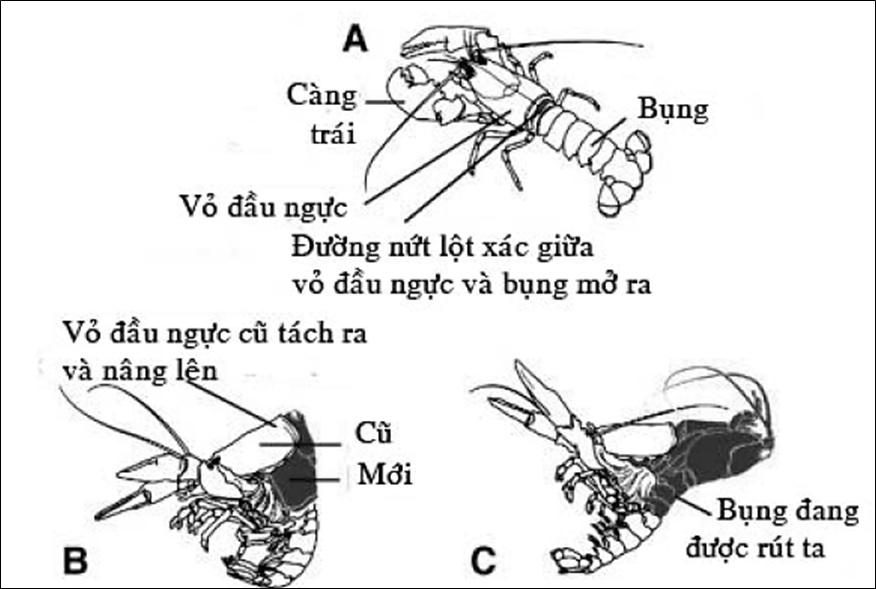 A
Càng
trái
Bụng
Vỏ đầu ngực
Đường nứt lột xác giữa
vỏ đầu ngực và bụng mở ra
Vỏ đầu ngực cũ tách ra
và nâng lên
Cũ
Mới
B
Bụng đang
được rút ta
C